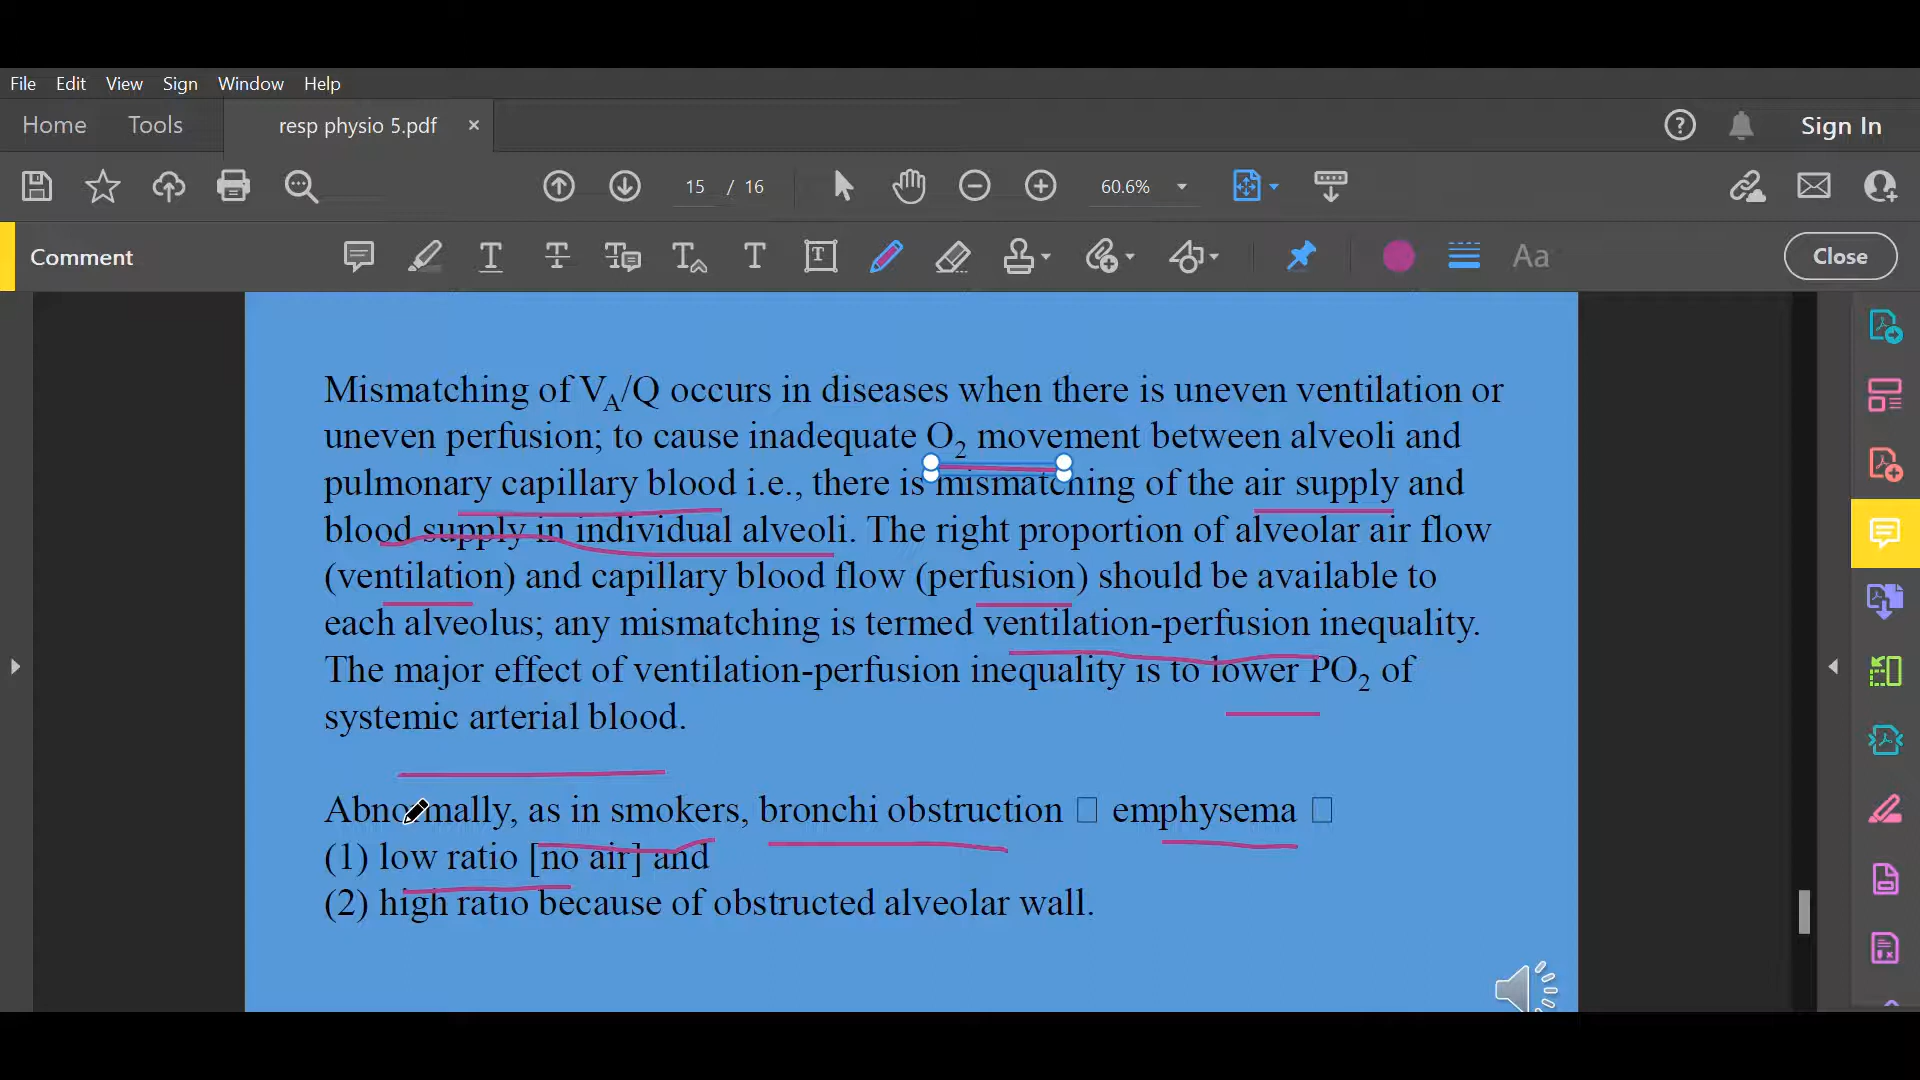 File Edit View Sign Window Help
Home Tools resp physio 5.pdf × Sign In
15 / 16 60.6%
Comment Aa Close
Mismatching of VA/Q occurs in diseases when there is uneven ventilation or
uneven perfusion; to cause inadequate O2 movement between alveoli and
pulmonary capillary blood i.e., there is mismatching of the air supply and
blood supply in individual alveoli. The right proportion of alveolar air flow
(ventilation) and capillary blood flow (perfusion) should be available to
each alveolus; any mismatching is termed ventilation-perfusion inequality.
The major effect of ventilation-perfusion inequality is to lower PO2 of
systemic arterial blood.
Abnormally, as in smokers, bronchi obstruction □ emphysema □
(1) low ratio [no air] and
(2) high ratio because of obstructed alveolar wall.